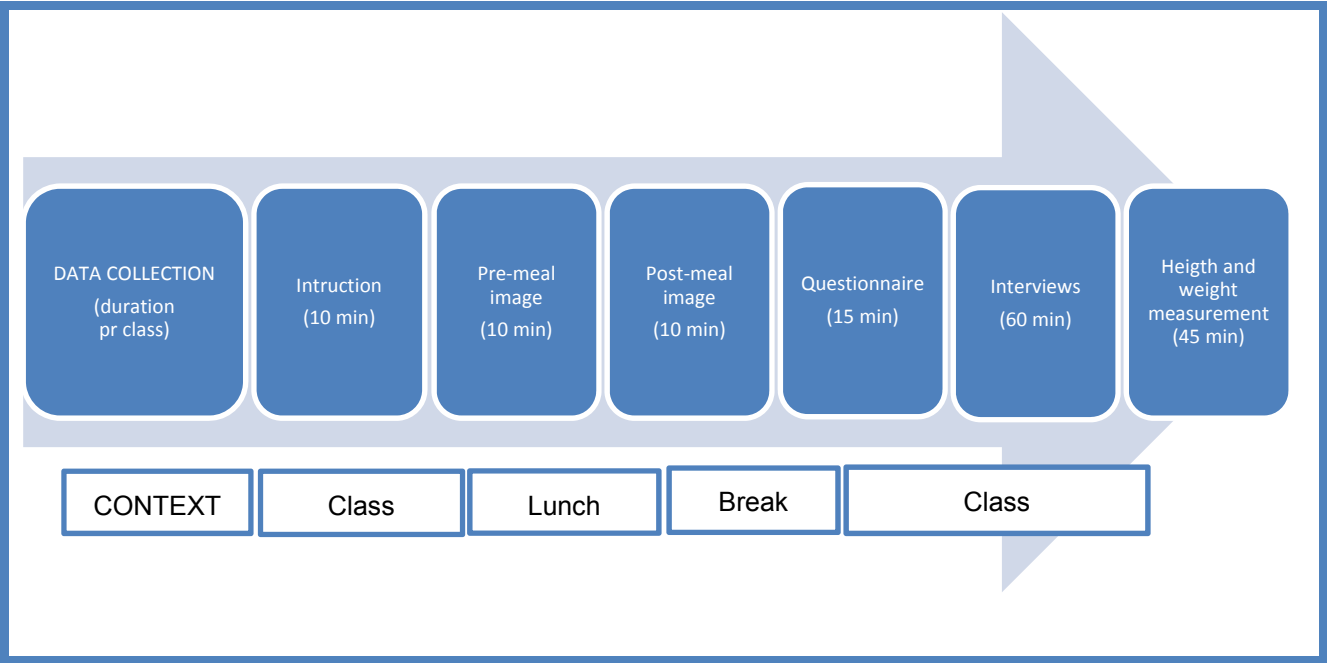 DATA COLLECTION
(duration
pr class)
Intruction
(10 min)
Pre-meal
image
(10 min)
Post-meal
image
(10 min)
Questionnaire
(15 min)
Interviews
(60 min)
Heigth and
weight
measurement
(45 min)
CONTEXT
Class
Lunch
Break
Class